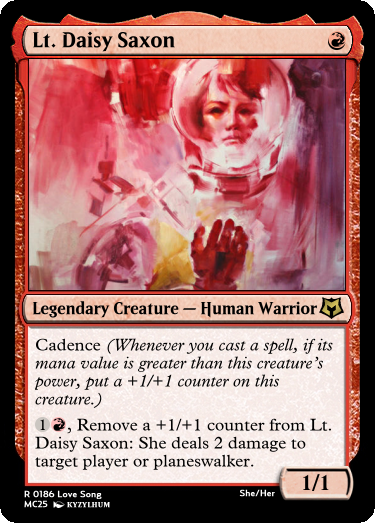 Lt. Daisy Saxon
Legendary Creature — Human Warrior
Cadence (Whenever you cast a spell, if its
mana value is greater than this creature's
power, put a +1/+1 counter on this
creature.)
1, Remove a +1/+1 counter from Lt.
Daisy Saxon: She deals 2 damage to
target player or planeswalker.
1/1
R 0186 Love Song
She/Her
MC25 KYZYLHUM